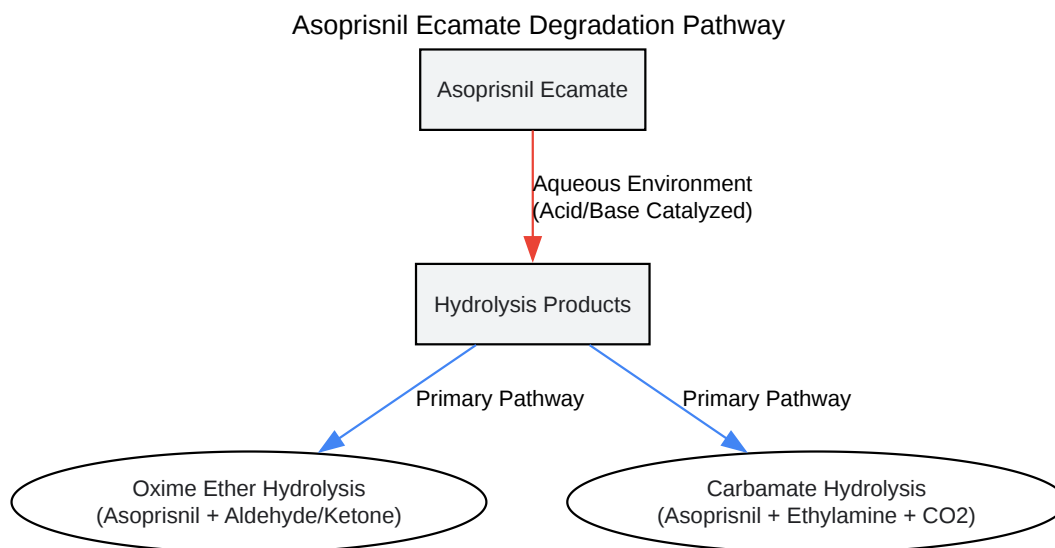 Asoprisnil Ecamate Degradation Pathway
Asoprisnil Ecamate
Aqueous Environment
(Acid/Base Catalyzed)
Hydrolysis Products
Primary Pathway
Primary Pathway
Oxime Ether Hydrolysis
(Asoprisnil + Aldehyde/Ketone)
Carbamate Hydrolysis
(Asoprisnil + Ethylamine + CO2)